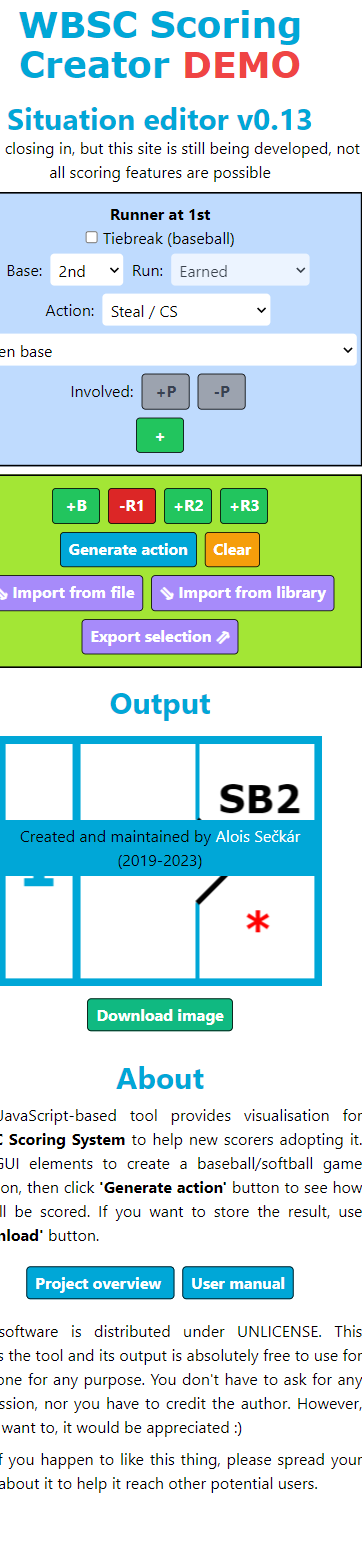 WBSC Scoring
Creator DEMO
Situation editor v0.13
closing in, but this site is still being developed, not
all scoring features are possible
Runner at 1st
Tiebreak (baseball)
Base: 2nd Run: Earned
Action: Steal / CS
en base
Involved: +P -P
+
+B -R1 +R2 +R3
Generate action Clear
Import from file Import from library
Export selection
Output
SB2
Created and maintained by Alois Sečkár
(2019-2023)
*
Download image
About
JavaScript-based tool provides visualisation for
C Scoring System to help new scorers adopting it.
GUI elements to create a baseball/softball game
on, then click 'Generate action' button to see how
ll be scored. If you want to store the result, use
nload' button.
Project overview User manual
software is distributed under UNLICENSE. This
s the tool and its output is absolutely free to use for
one for any purpose. You don't have to ask for any
ssion, nor you have to credit the author. However,
want to, it would be appreciated :)
f you happen to like this thing, please spread your
about it to help it reach other potential users.